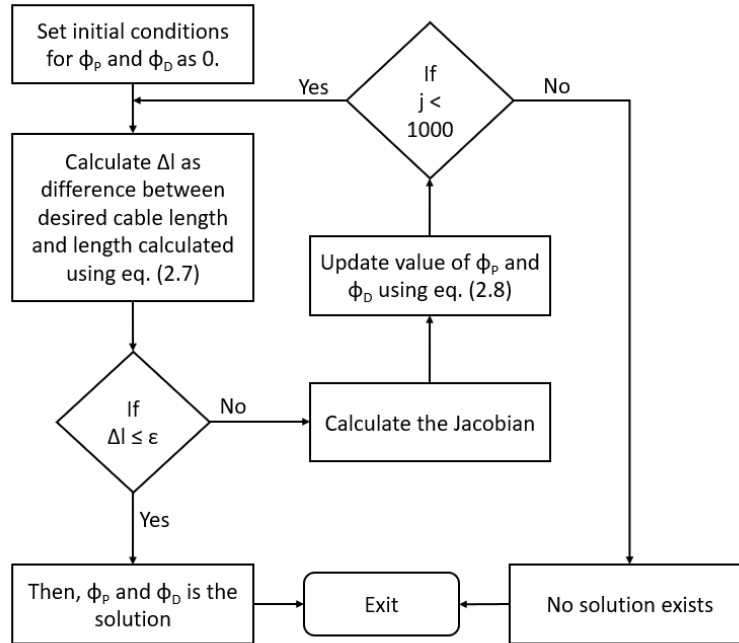 Set initial conditions
for ϕP and ϕD as 0.
Calculate Δl as
difference between
desired cable length
and length calculated
using eq. (2.7)
If
Δl ≤ ε
Yes
No
Then, ϕP and ϕD is the
solution
Calculate the Jacobian
Update value of ϕP and
ϕD using eq. (2.8)
If
j <
1000
Yes
No
No solution exists
Exit